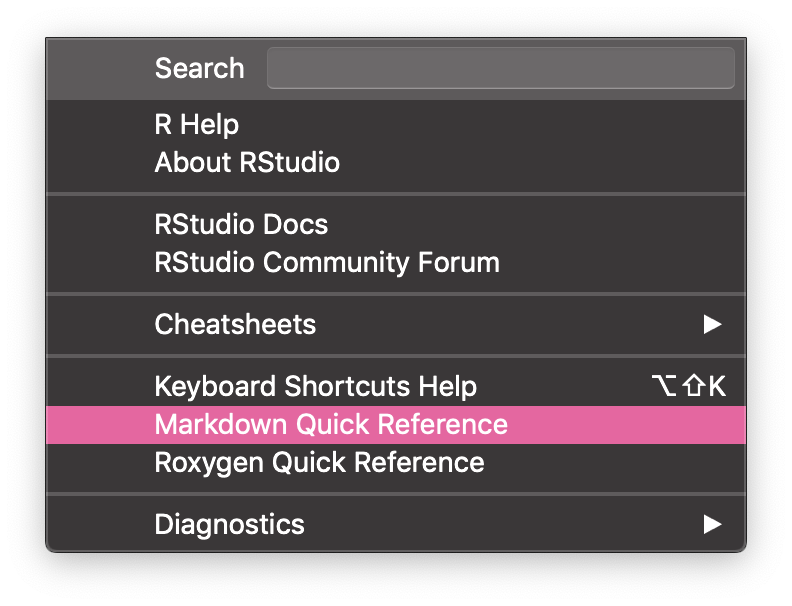 Search
R Help
About RStudio
RStudio Docs
RStudio Community Forum
Cheatsheets
Keyboard Shortcuts Help ⌥⇧K
Markdown Quick Reference
Roxygen Quick Reference
Diagnostics